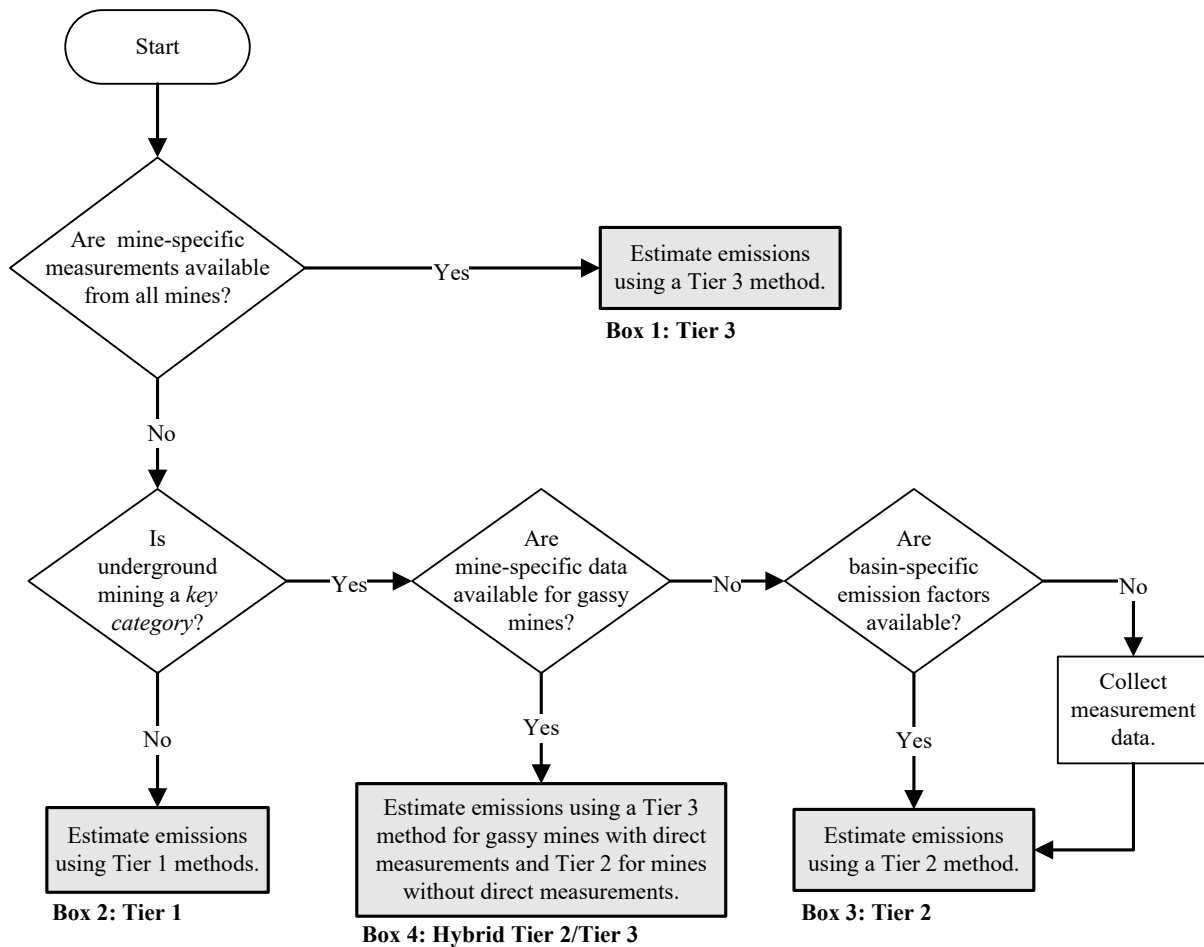 Start
Are mine-specific
measurements available
from all mines?
Yes
Estimate emissions
using a Tier 3 method.
Box 1: Tier 3
No
Is
underground
mining a key
category?
Yes
Are
mine-specific data
available for gassy
mines?
No
Are
basin-specific
emission factors
available?
No
Collect
measurement
data.
No
Yes
Yes
Estimate emissions
using Tier 1 methods.
Box 2: Tier 1
Estimate emissions using a Tier 3
method for gassy mines with direct
measurements and Tier 2 for mines
without direct measurements.
Box 4: Hybrid Tier 2/Tier 3
Estimate emissions
using a Tier 2 method.
Box 3: Tier 2